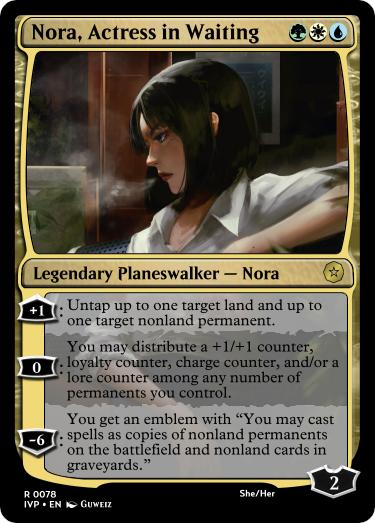 Nora, Actress in Waiting
Legendary Planeswalker — Nora
+1: Untap up to one target land and up to
one target nonland permanent.
0: You may distribute a +1/+1 counter,
loyalty counter, charge counter, and/or a
lore counter among any number of
permanents you control.
-6: You get an emblem with “You may cast
spells as copies of nonland permanents
on the battlefield and nonland cards in
graveyards.”
2
R 0078
She/Her
IVP • EN Guweiz